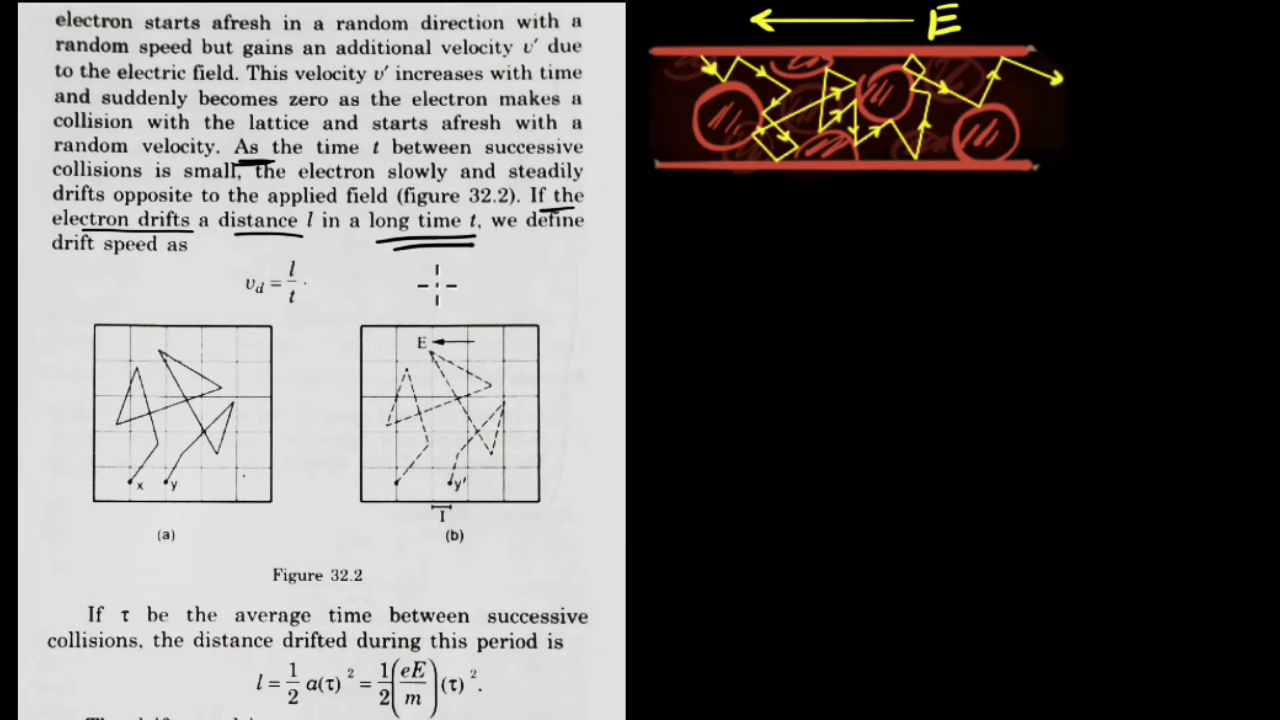 electron starts afresh in a random direction with a
random speed but gains an additional velocity v′ due
to the electric field. This velocity v′ increases with time
and suddenly becomes zero as the electron makes a
collision with the lattice and starts afresh with a
random velocity. As the time t between successive
collisions is small, the electron slowly and steadily
drifts opposite to the applied field (figure 32.2). If the
electron drifts a distance l in a long time t, we define
drift speed as
v_d = l/t ·
E
x y
(a)
E
y′
I
(b)
Figure 32.2
If τ be the average time between successive
collisions, the distance drifted during this period is
l = 1/2 a(τ)² = 1/2 (eE/m) (τ)².
E